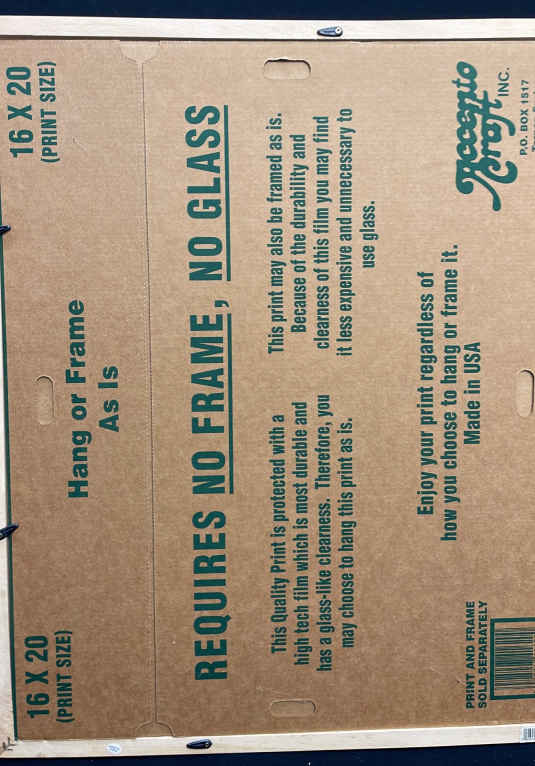 16 X 20
(PRINT SIZE)
16 X 20
(PRINT SIZE)
Hang or Frame
As Is
REQUIRES NO FRAME, NO GLASS
This Quality Print is protected with a
high tech film which is most durable and
has a glass-like clearness. Therefore, you
may choose to hang this print as is.
This print may also be framed as is.
Because of the durability and
clearness of this film you may find
it less expensive and unnecessary to
use glass.
Enjoy your print regardless of
how you choose to hang or frame it.
Made in USA
PRINT AND FRAME
SOLD SEPARATELY
Accento
Craft INC.
P.O. BOX 1517